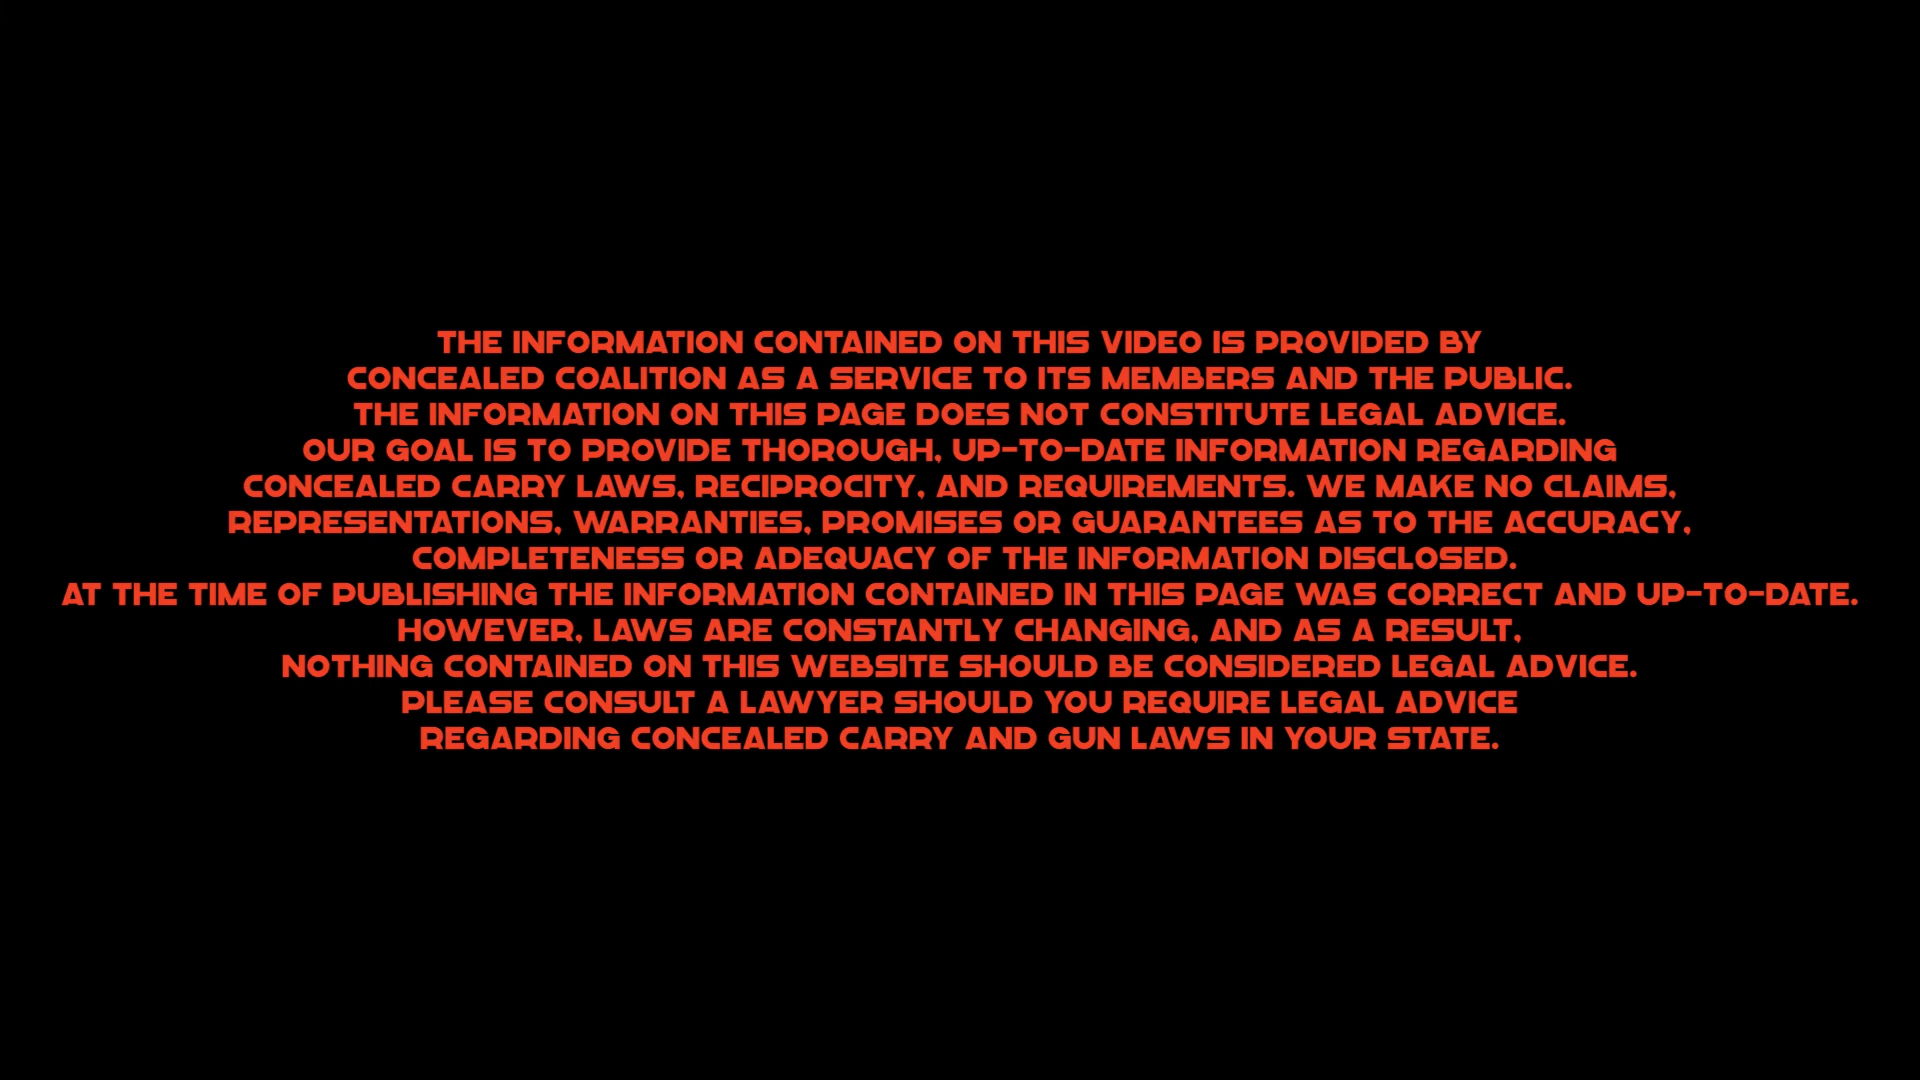 THE INFORMATION CONTAINED ON THIS VIDEO IS PROVIDED BY
CONCEALED COALITION AS A SERVICE TO ITS MEMBERS AND THE PUBLIC.
THE INFORMATION ON THIS PAGE DOES NOT CONSTITUTE LEGAL ADVICE.
OUR GOAL IS TO PROVIDE THOROUGH, UP-TO-DATE INFORMATION REGARDING
CONCEALED CARRY LAWS, RECIPROCITY, AND REQUIREMENTS. WE MAKE NO CLAIMS,
REPRESENTATIONS, WARRANTIES, PROMISES OR GUARANTEES AS TO THE ACCURACY,
COMPLETENESS OR ADEQUACY OF THE INFORMATION DISCLOSED.
AT THE TIME OF PUBLISHING THE INFORMATION CONTAINED IN THIS PAGE WAS CORRECT AND UP-TO-DATE.
HOWEVER, LAWS ARE CONSTANTLY CHANGING, AND AS A RESULT,
NOTHING CONTAINED ON THIS WEBSITE SHOULD BE CONSIDERED LEGAL ADVICE.
PLEASE CONSULT A LAWYER SHOULD YOU REQUIRE LEGAL ADVICE
REGARDING CONCEALED CARRY AND GUN LAWS IN YOUR STATE.